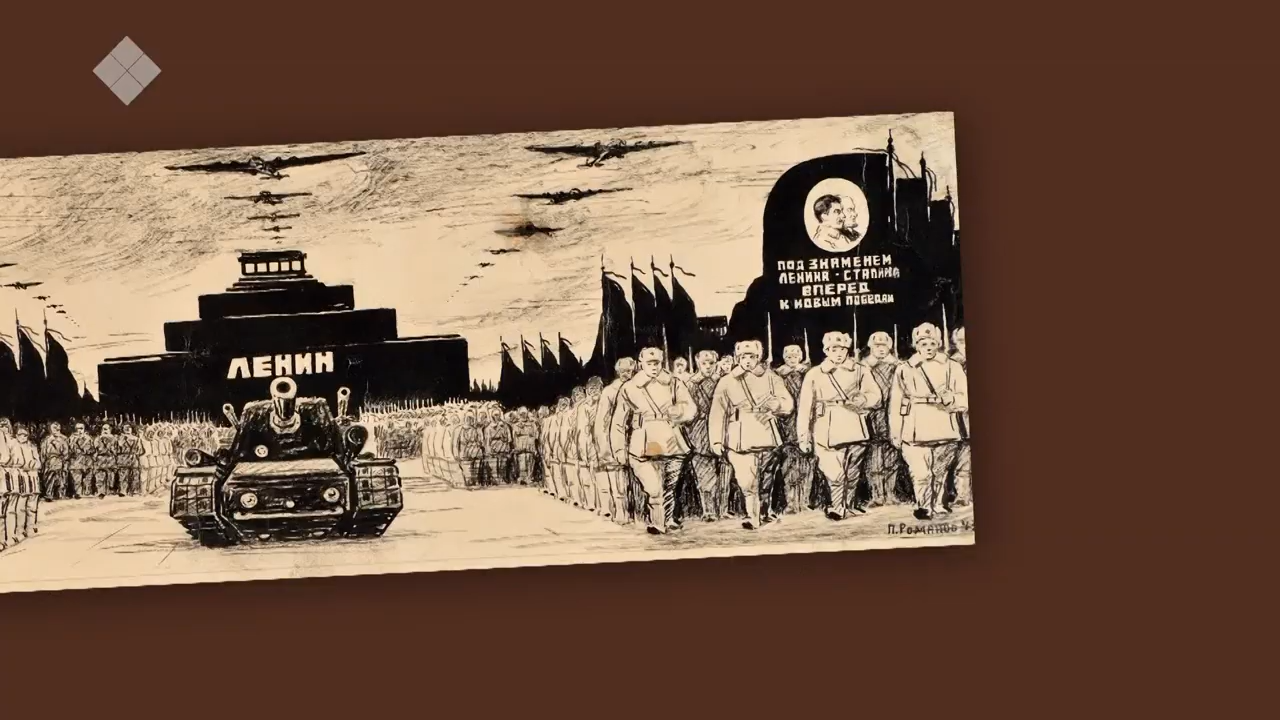 ЛЕНИН
ПОД ЗНАМЕНЕМ
ЛЕНИНА - СТАЛИНА
ВПЕРЕД
К НОВЫМ ПОБЕДАМ
П. РОМАНОВ